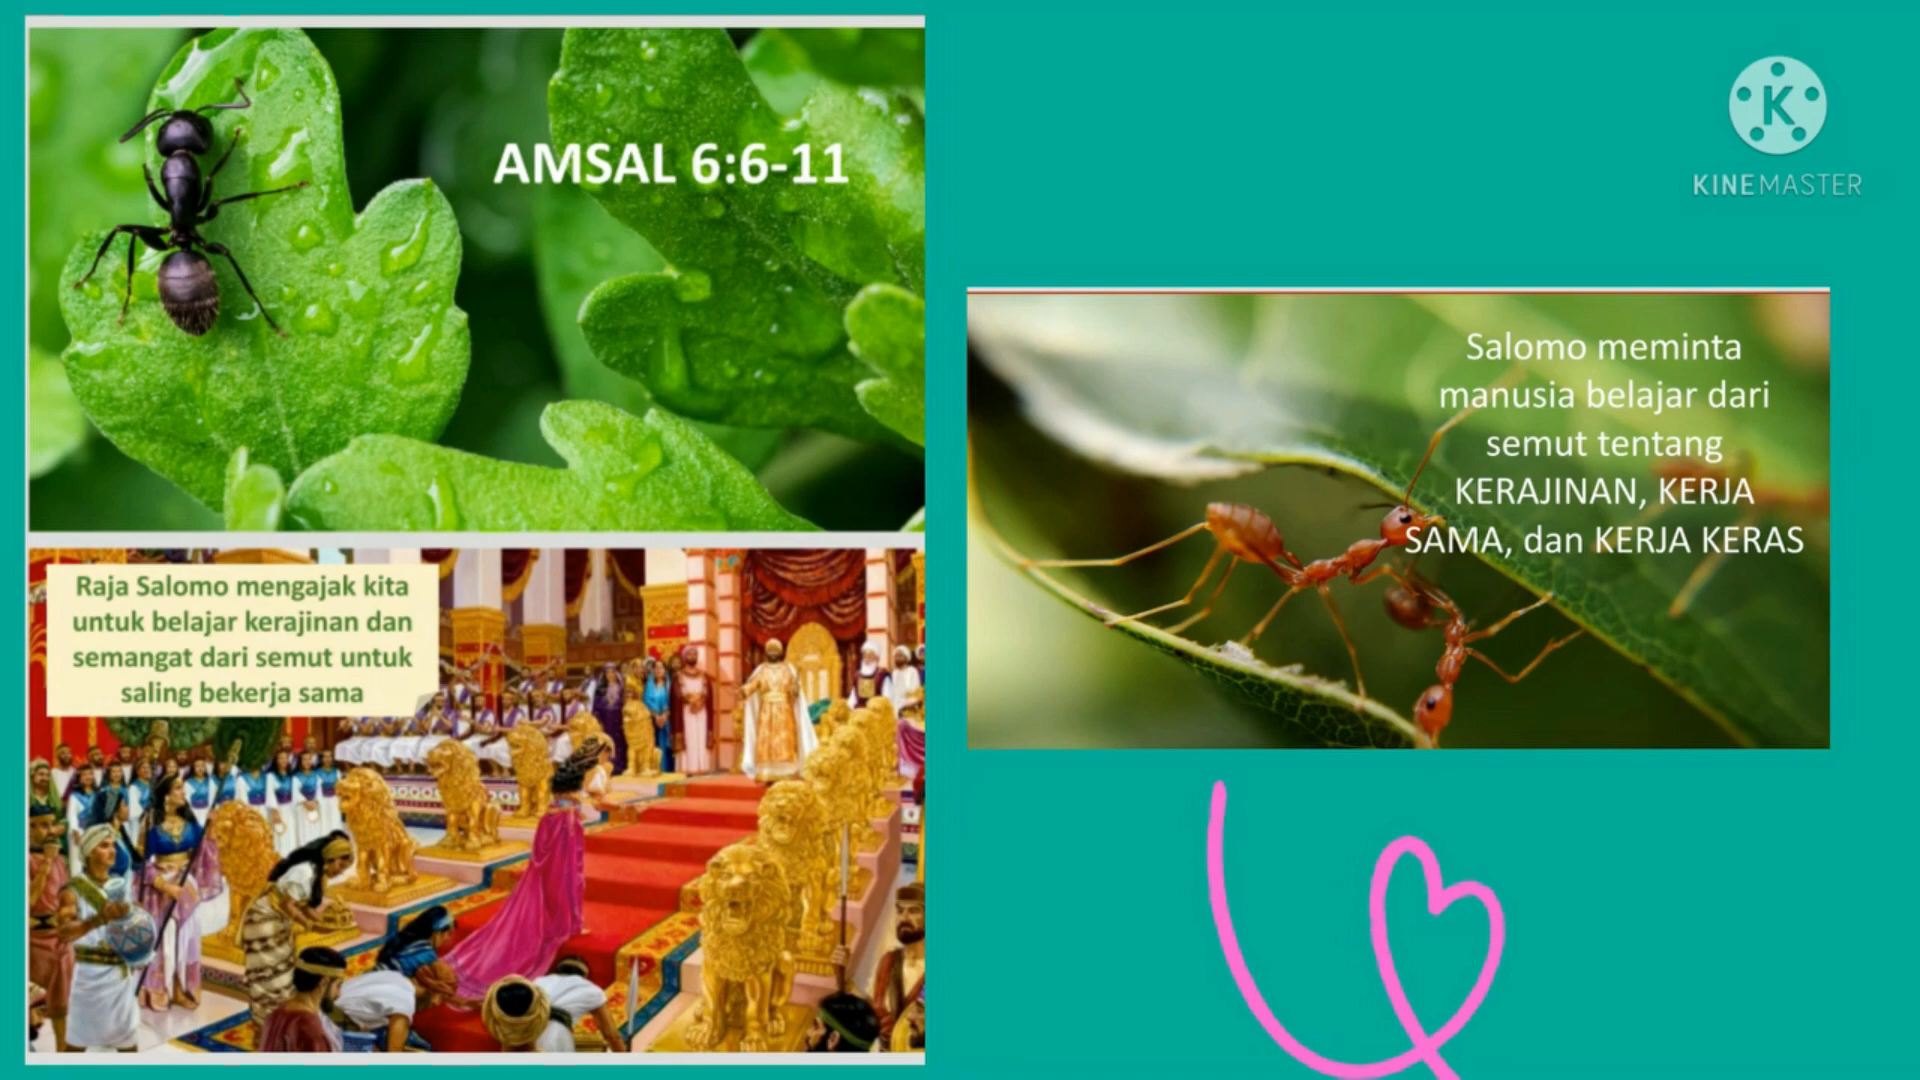 AMSAL 6:6-11
Raja Salomo mengajak kita
untuk belajar kerajinan dan
semangat dari semut untuk
saling bekerja sama
K
KINEMASTER
Salomo meminta
manusia belajar dari
semut tentang
KERAJINAN, KERJA
SAMA, dan KERJA KERAS